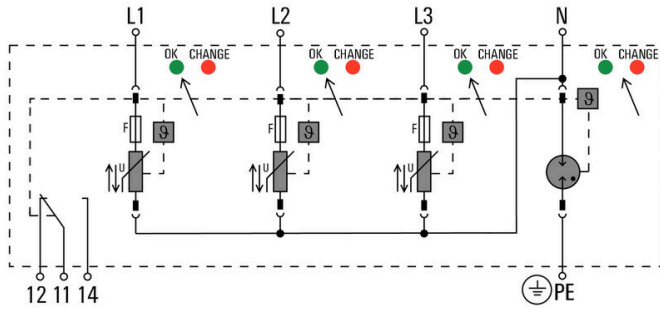 L1 L2 L3 N
OK CHANGE OK CHANGE OK CHANGE OK CHANGE
F ϑ F ϑ F ϑ ϑ
U U U
12 11 14 PE